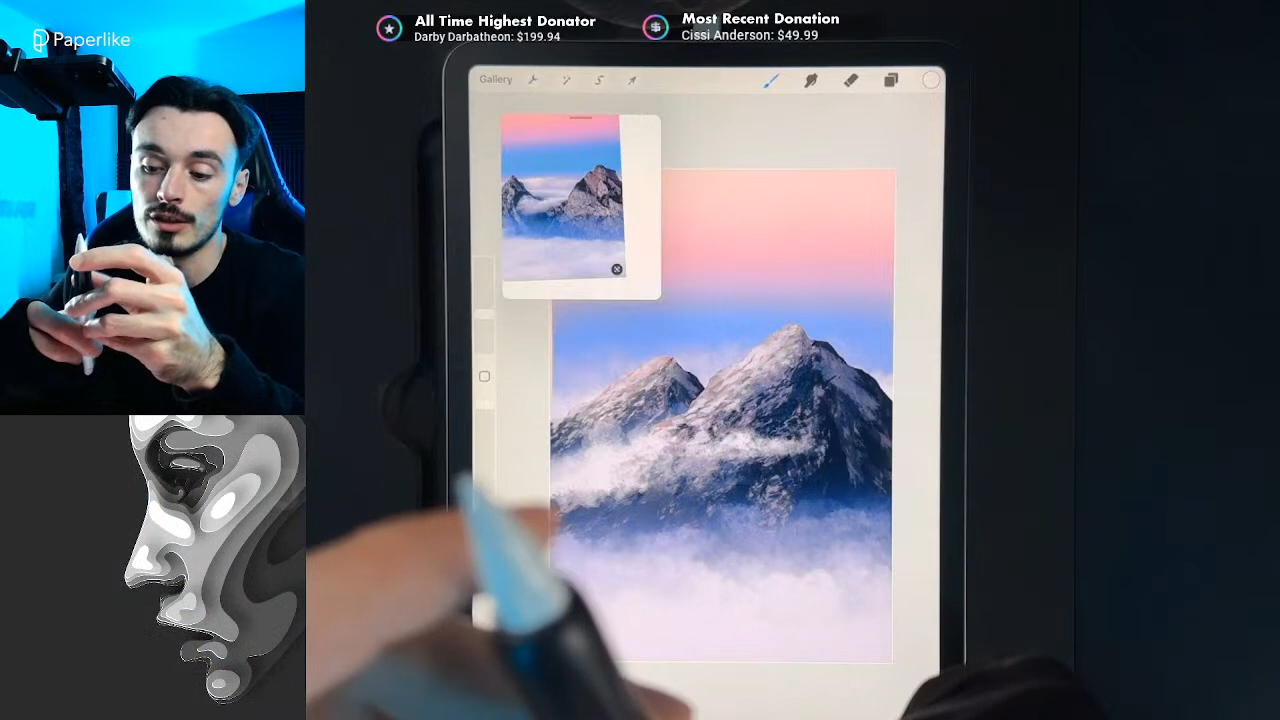 Paperlike
All Time Highest Donator
Darby Darbatheon: $199.94
Most Recent Donation
Cissi Anderson: $49.99
Gallery